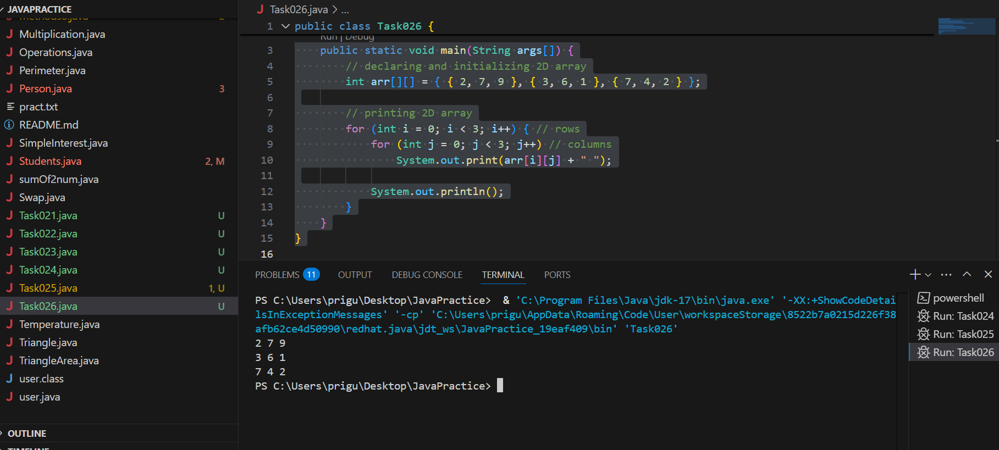 JAVAPRACTICE
Methods6.java 2
Multiplication.java
Operations.java
Perimeter.java
Person.java 3
pract.txt
README.md
SimpleInterest.java
Students.java 2, M
sumOf2num.java
Swap.java
Task021.java U
Task022.java U
Task023.java U
Task024.java U
Task025.java 1, U
Task026.java U
Temperature.java
Triangle.java
TriangleArea.java
user.class
user.java
OUTLINE
TIMELINE
Task026.java > ...
1 public class Task026 {
Run | Debug
3 public static void main(String args[]) {
4 // declaring and initializing 2D array
5 int arr[][] = { { 2, 7, 9 }, { 3, 6, 1 }, { 7, 4, 2 } };
6
7 // printing 2D array
8 for (int i = 0; i < 3; i++) { // rows
9 for (int j = 0; j < 3; j++) // columns
10 System.out.print(arr[i][j] + " ");
11
12 System.out.println();
13 }
14 }
15 }
16
PROBLEMS 11 OUTPUT DEBUG CONSOLE TERMINAL PORTS
PS C:\Users\prigu\Desktop\JavaPractice> & 'C:\Program Files\Java\jdk-17\bin\java.exe' '-XX:+ShowCodeDetai
lsInExceptionMessages' '-cp' 'C:\Users\prigu\AppData\Roaming\Code\User\workspaceStorage\8522b7a0215d226f38
afb62ce4d50990\redhat.java\jdt_ws\JavaPractice_19eaf409\bin' 'Task026'
2 7 9
3 6 1
7 4 2
PS C:\Users\prigu\Desktop\JavaPractice>
powershell
Run: Task024
Run: Task025
Run: Task026